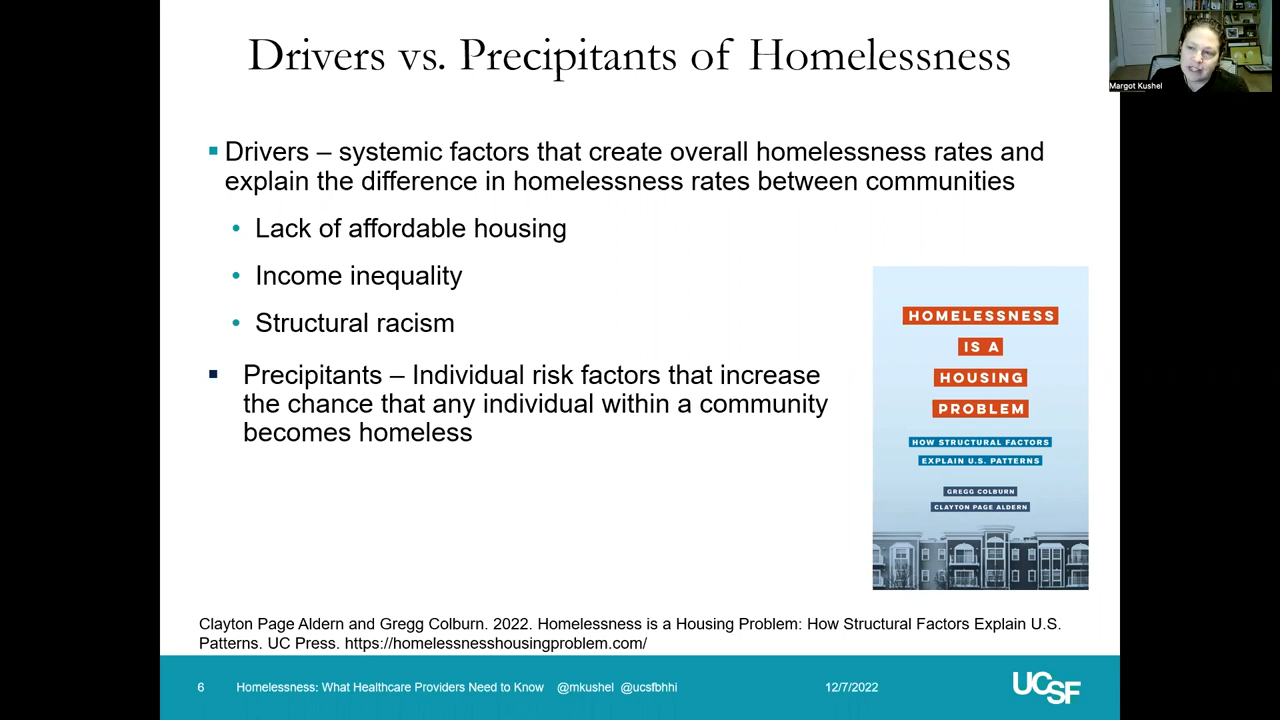 Drivers vs. Precipitants of Homelessness
Margot Kushel
▪ Drivers – systemic factors that create overall homelessness rates and
explain the difference in homelessness rates between communities
• Lack of affordable housing
• Income inequality
• Structural racism
▪ Precipitants – Individual risk factors that increase
the chance that any individual within a community
becomes homeless
HOMELESSNESS
IS A
HOUSING
PROBLEM
HOW STRUCTURAL FACTORS
EXPLAIN U.S. PATTERNS
GREGG COLBURN
CLAYTON PAGE ALDERN
Clayton Page Aldern and Gregg Colburn. 2022. Homelessness is a Housing Problem: How Structural Factors Explain U.S.
Patterns. UC Press. https://homelessnesshousingproblem.com/
6 Homelessness: What Healthcare Providers Need to Know @mkushel @ucsfbhhi 12/7/2022
UCSF